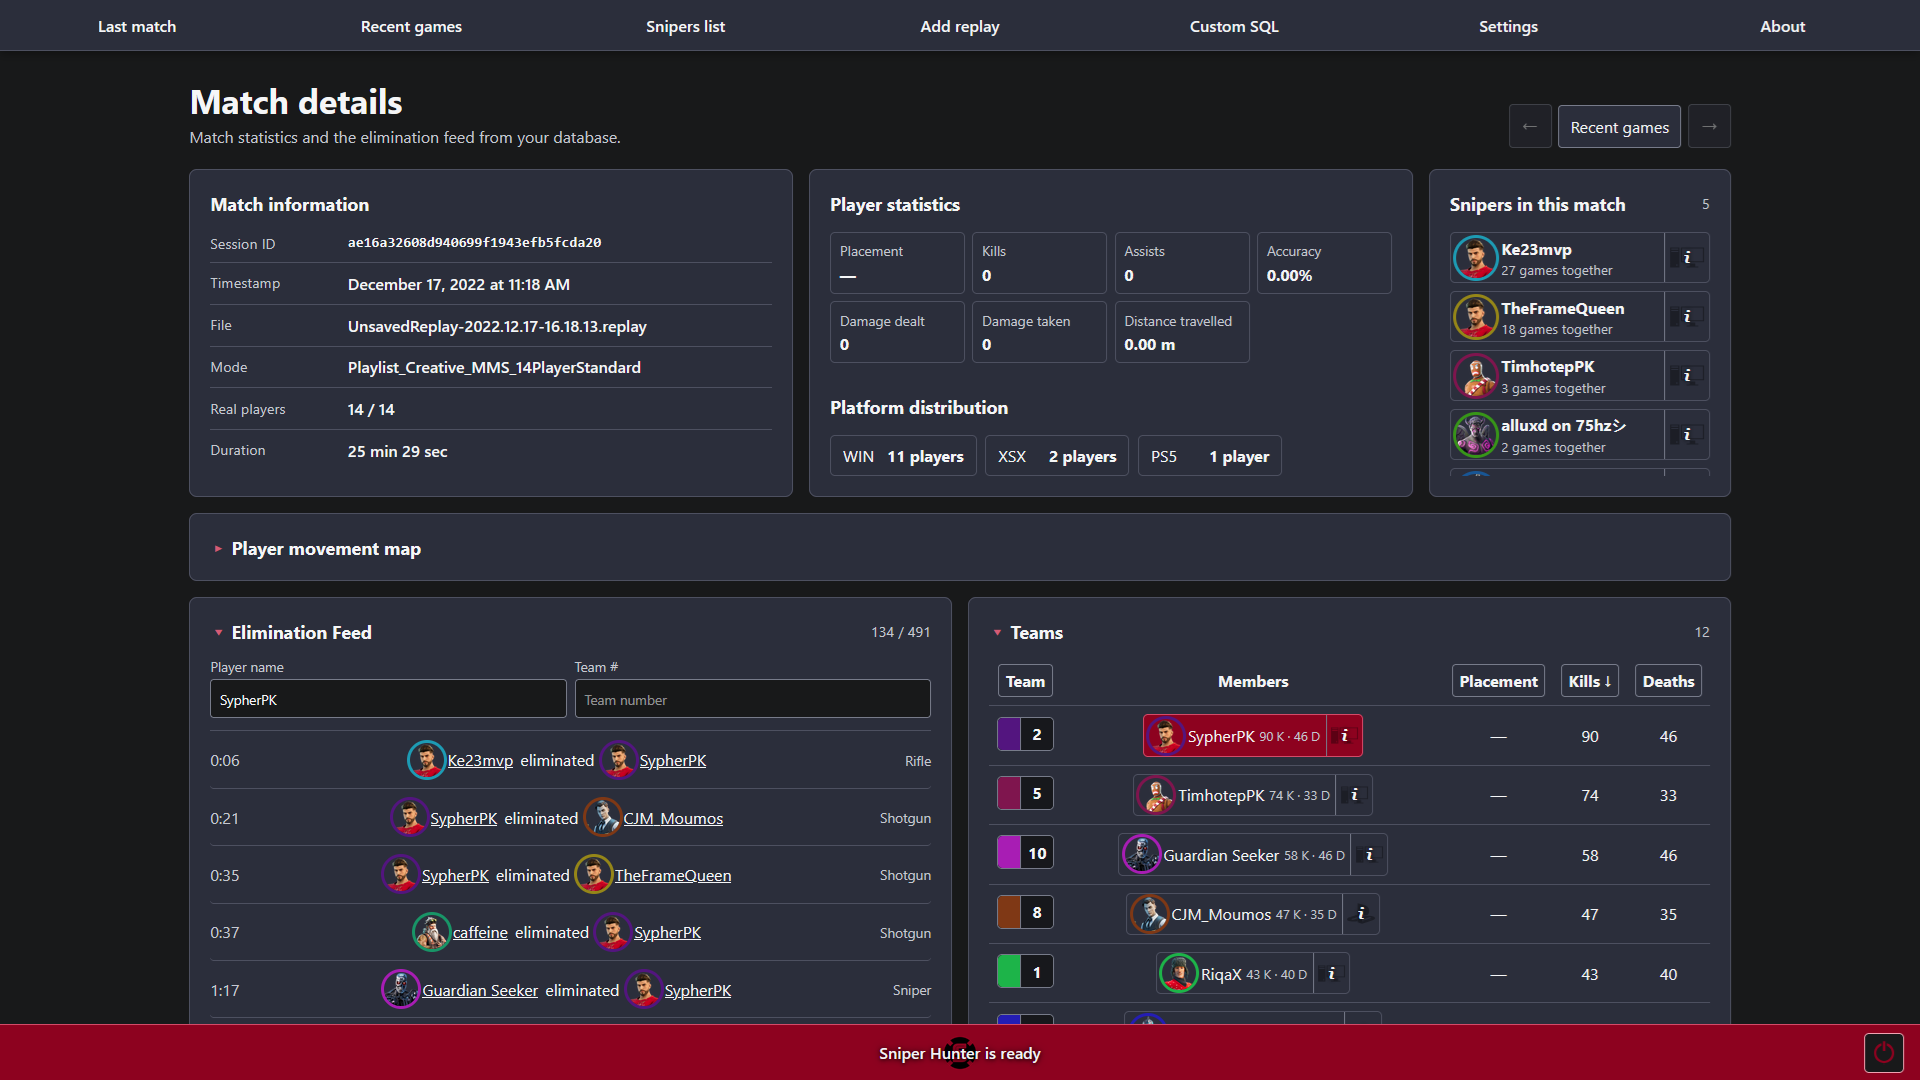 Last match
Recent games
Snipers list
Add replay
Custom SQL
Settings
About
Match details
Match statistics and the elimination feed from your database.
←
Recent games
→
Match information
Session ID ae16a32608d940699f1943efb5fcda20
Timestamp December 17, 2022 at 11:18 AM
File UnsavedReplay-2022.12.17-16.18.13.replay
Mode Playlist_Creative_MMS_14PlayerStandard
Real players 14 / 14
Duration 25 min 29 sec
Player statistics
Placement
—
Kills
0
Assists
0
Accuracy
0.00%
Damage dealt
0
Damage taken
0
Distance travelled
0.00 m
Platform distribution
WIN 11 players
XSX 2 players
PS5 1 player
Snipers in this match 5
Ke23mvp
27 games together
TheFrameQueen
18 games together
TimhotepPK
3 games together
alluxd on 75hzシ
2 games together
Player movement map
Elimination Feed 134 / 491
Player name
SypherPK
Team #
Team number
0:06 Ke23mvp eliminated SypherPK Rifle
0:21 SypherPK eliminated CJM_Moumos Shotgun
0:35 SypherPK eliminated TheFrameQueen Shotgun
0:37 caffeine eliminated SypherPK Shotgun
1:17 Guardian Seeker eliminated SypherPK Sniper
Teams 12
Team Members Placement Kills ↓ Deaths
2 SypherPK 90 K · 46 D i — 90 46
5 TimhotepPK 74 K · 33 D i — 74 33
10 Guardian Seeker 58 K · 46 D i — 58 46
8 CJM_Moumos 47 K · 35 D i — 47 35
1 RiqaX 43 K · 40 D i — 43 40
Sniper Hunter is ready